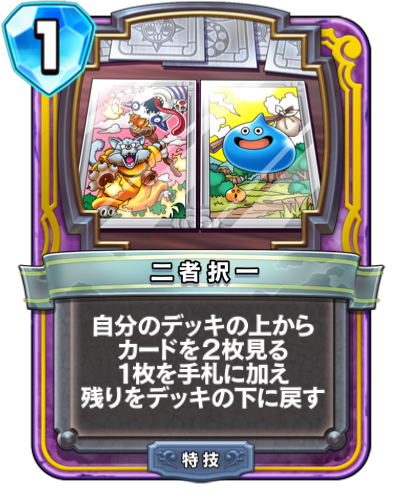 1
二者択一
自分のデッキの上から
カードを2枚見る
1枚を手札に加え
残りをデッキの下に戻す
特技